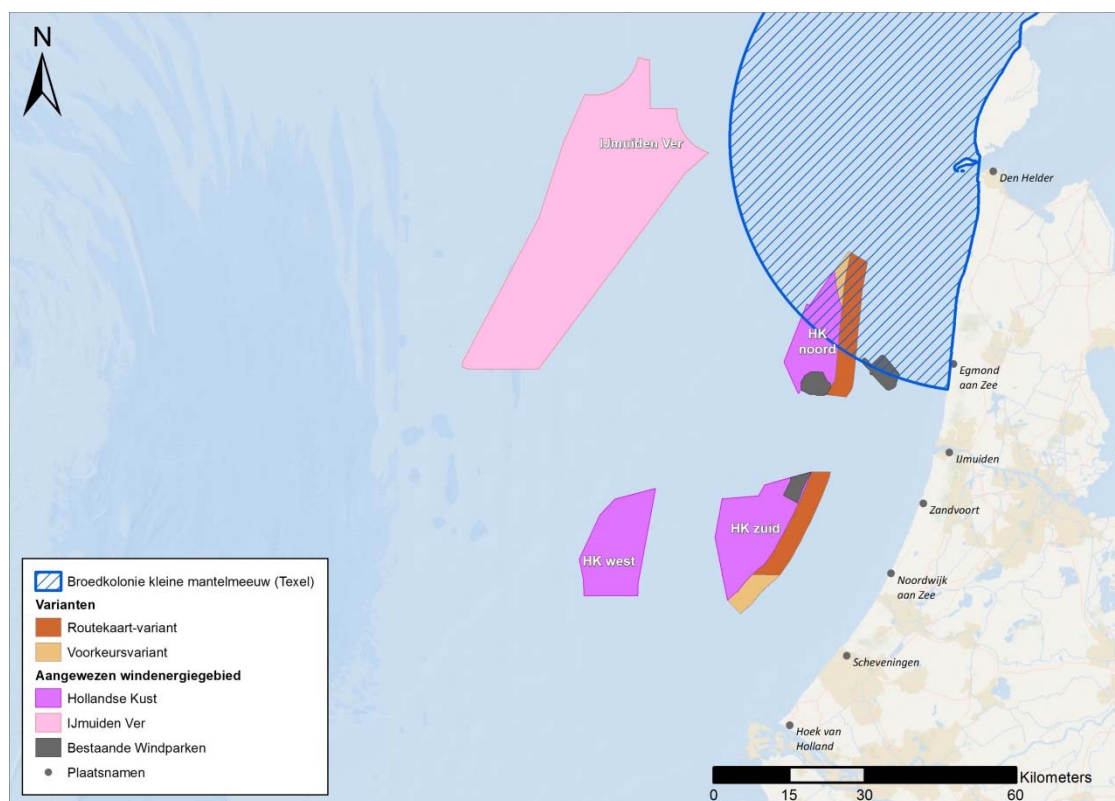 N
IJmuiden Ver
Den Helder
HK
noord
Egmond
aan Zee
IJmuiden
Zandvoort
HK zuid
HK west
Noordwijk
aan Zee
Scheveningen
Hoek van
Holland
Broedkolonie kleine mantelmeeuw (Texel)
Varianten
Routekaart-variant
Voorkeursvariant
Aangewezen windenergiegebied
Hollandse Kust
IJmuiden Ver
Bestaande Windparken
Plaatsnamen
Kilometers
0 15 30 60